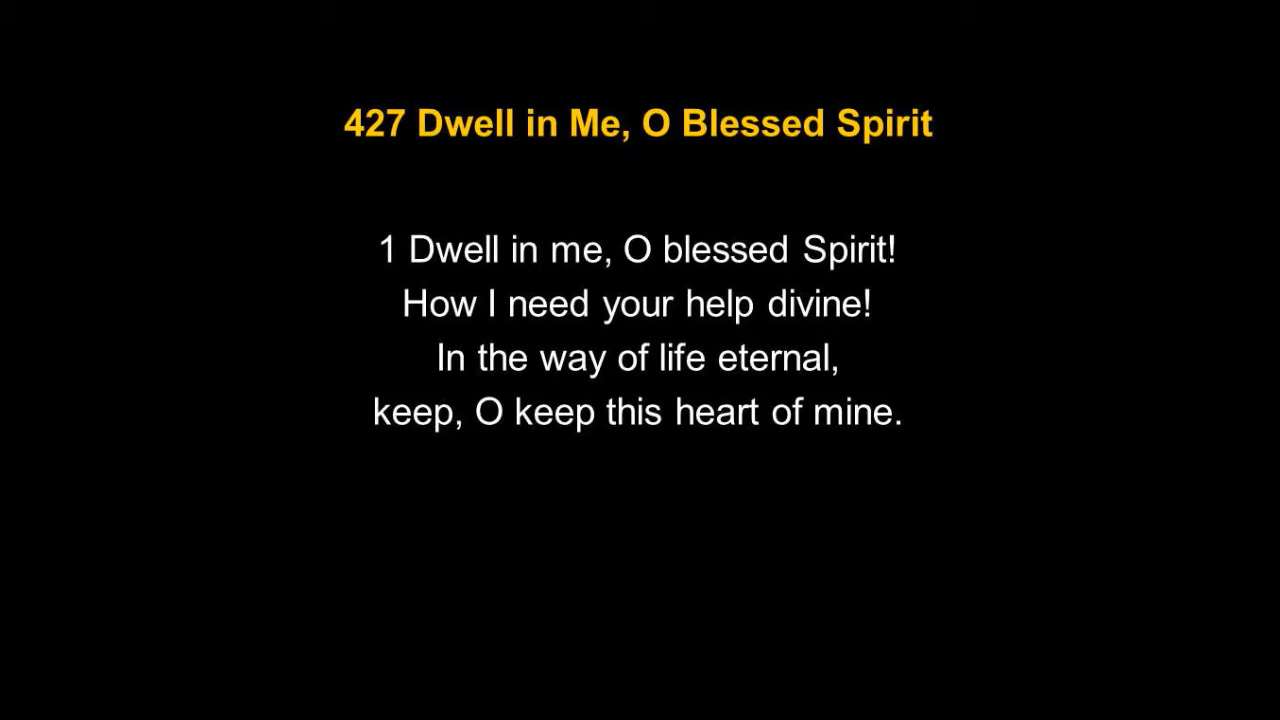 427 Dwell in Me, O Blessed Spirit
1 Dwell in me, O blessed Spirit!
How I need your help divine!
In the way of life eternal,
keep, O keep this heart of mine.